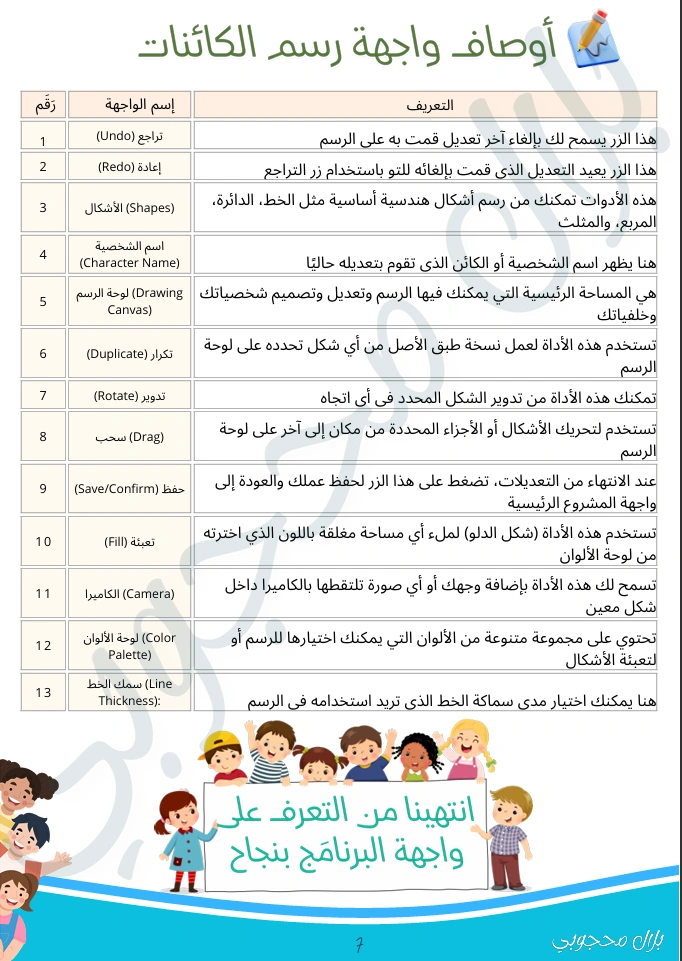 أوصاف واجهة رسم الكائنات
رَقَم إسم الواجهة التعريف
1 تراجع (Undo) هذا الزر يسمح لك بإلغاء آخر تعديل قمت به على الرسم
2 إعادة (Redo) هذا الزر يعيد التعديل الذي قمت بإلغائه للتو باستخدام زر التراجع
3 الأشكال (Shapes) هذه الأدوات تمكنك من رسم أشكال هندسية أساسية مثل الخط، الدائرة،
المربع، والمثلث
4 اسم الشخصية
(Character Name) هنا يظهر اسم الشخصية أو الكائن الذي تقوم بتعديله حاليًا
5 لوحة الرسم (Drawing
Canvas) هي المساحة الرئيسية التي يمكنك فيها الرسم وتعديل وتصميم شخصياتك
وخلفياتك
6 تكرار (Duplicate) تستخدم هذه الأداة لعمل نسخة طبق الأصل من أي شكل تحدده على لوحة
الرسم
7 تدوير (Rotate) تمكنك هذه الأداة من تدوير الشكل المحدد في أي اتجاه
8 سحب (Drag) تستخدم لتحريك الأشكال أو الأجزاء المحددة من مكان إلى آخر على لوحة
الرسم
9 حفظ (Save/Confirm) عند الانتهاء من التعديلات، تضغط على هذا الزر لحفظ عملك والعودة إلى
واجهة المشروع الرئيسية
10 تعبئة (Fill) تستخدم هذه الأداة (شكل الدلو) لملء أي مساحة مغلقة باللون الذي اخترته
من لوحة الألوان
11 الكاميرا (Camera) تسمح لك هذه الأداة بإضافة وجهك أو أي صورة تلتقطها بالكاميرا داخل
شكل معين
12 لوحة الألوان (Color
Palette) تحتوي على مجموعة متنوعة من الألوان التي يمكنك اختيارها للرسم أو
لتعبئة الأشكال
13 سمك الخط (Line
Thickness): هنا يمكنك اختيار مدى سماكة الخط الذي تريد استخدامه في الرسم
انتهينا من التعرف على
واجهة البرنامَج بنجاح
7
بلال محجوبي
بلال محجوبي